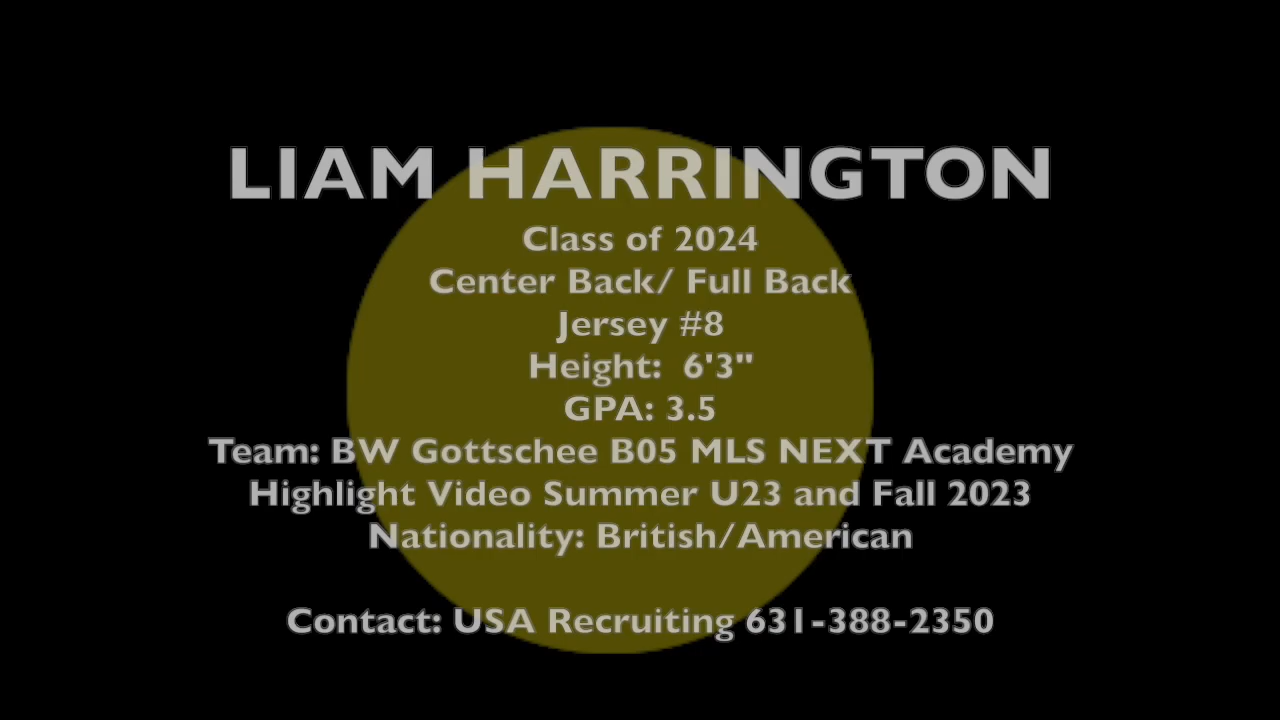 LIAM HARRINGTON
Class of 2024
Center Back/ Full Back
Jersey #8
Height:  6'3"
GPA: 3.5
Team: BW Gottschee B05 MLS NEXT Academy
Highlight Video Summer U23 and Fall 2023
Nationality: British/American
Contact: USA Recruiting 631-388-2350